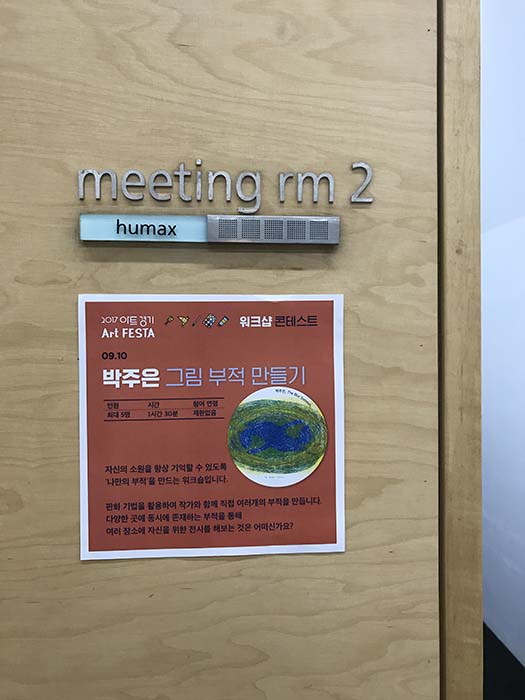 meeting rm 2
humax
2017 아트경기 워크샵 콘테스트
Art FESTA
09.10
박주은 그림 부적 만들기
인원 시간 참여 연령
최대 5명 1시간 30분 제한없음
박주은, The Blue
자신의 소원을 항상 기억할 수 있도록
'나만의 부적'을 만드는 워크숍입니다.
판화 기법을 활용하여 작가와 함께 직접 여러개의 부적을 만듭니다.
다양한 곳에 동시에 존재하는 부적을 통해
여러 장소에 자신을 위한 전시를 해보는 것은 어떠신가요?